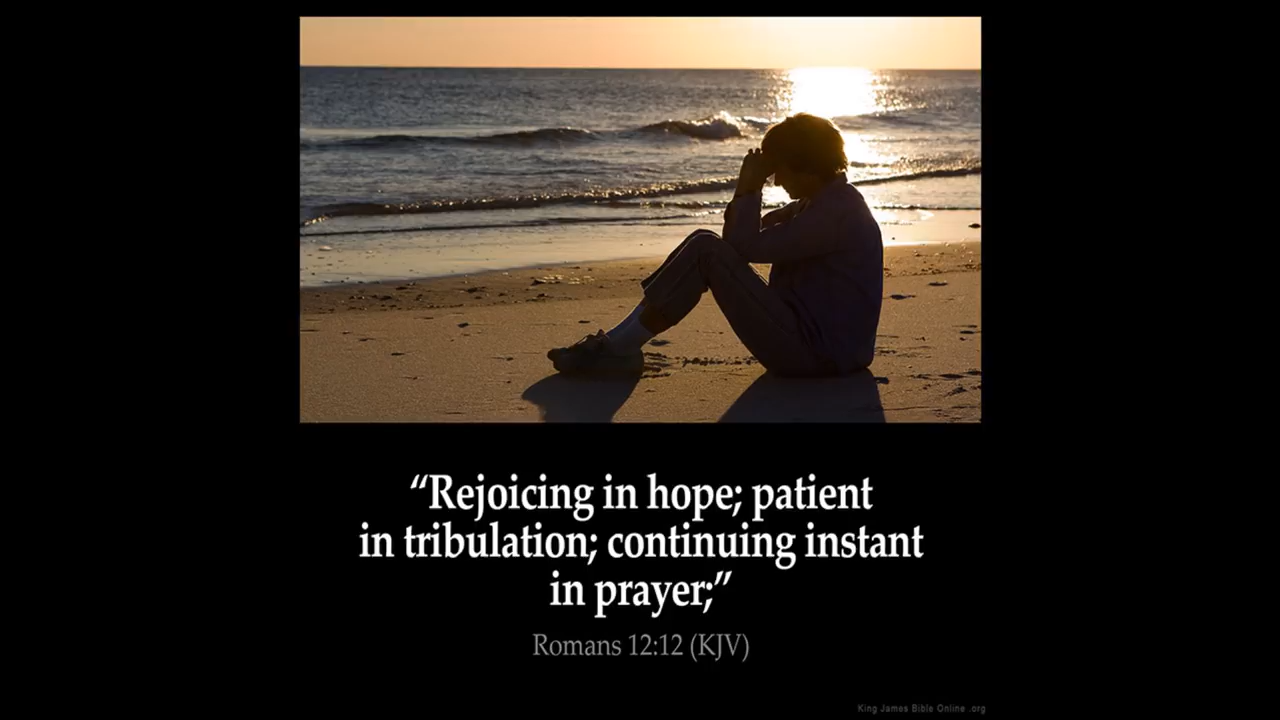 “Rejoicing in hope; patient
in tribulation; continuing instant
in prayer;”
Romans 12:12 (KJV)
King James Bible Online .org